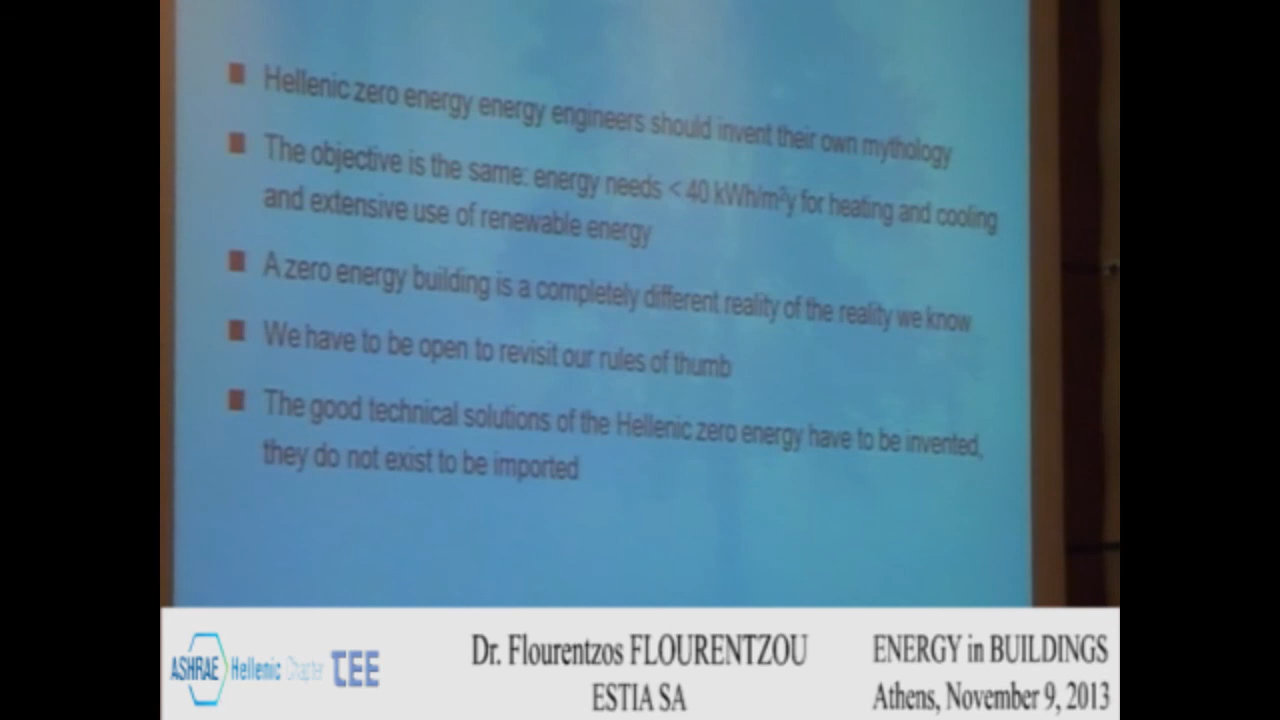 Hellenic zero energy energy engineers should invent their own mythology
The objective is the same: energy needs < 40 kWh/m²y for heating and cooling
and extensive use of renewable energy
A zero energy building is a completely different reality of the reality we know
We have to be open to revisit our rules of thumb
The good technical solutions of the Hellenic zero energy have to be invented,
they do not exist to be imported
ASHRAE Hellenic Chapter TEE
Dr. Flourentzos FLOURENTZOU
ESTIA SA
ENERGY in BUILDINGS
Athens, November 9, 2013